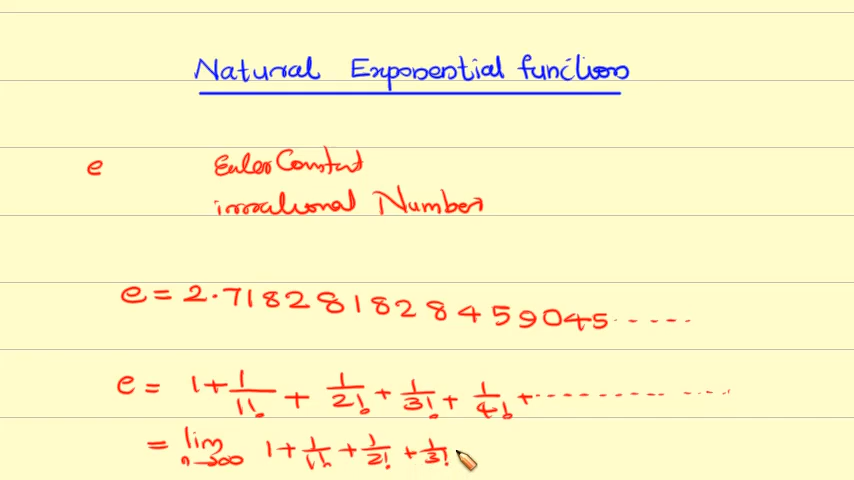 Natural Exponential function
e Euler Constant
irrational Number
e = 2.718281828459045.....
e = 1 + 1/1! + 1/2! + 1/3! + 1/4! + ...........
= lim n→∞ 1 + 1/1! + 1/2! + 1/3!